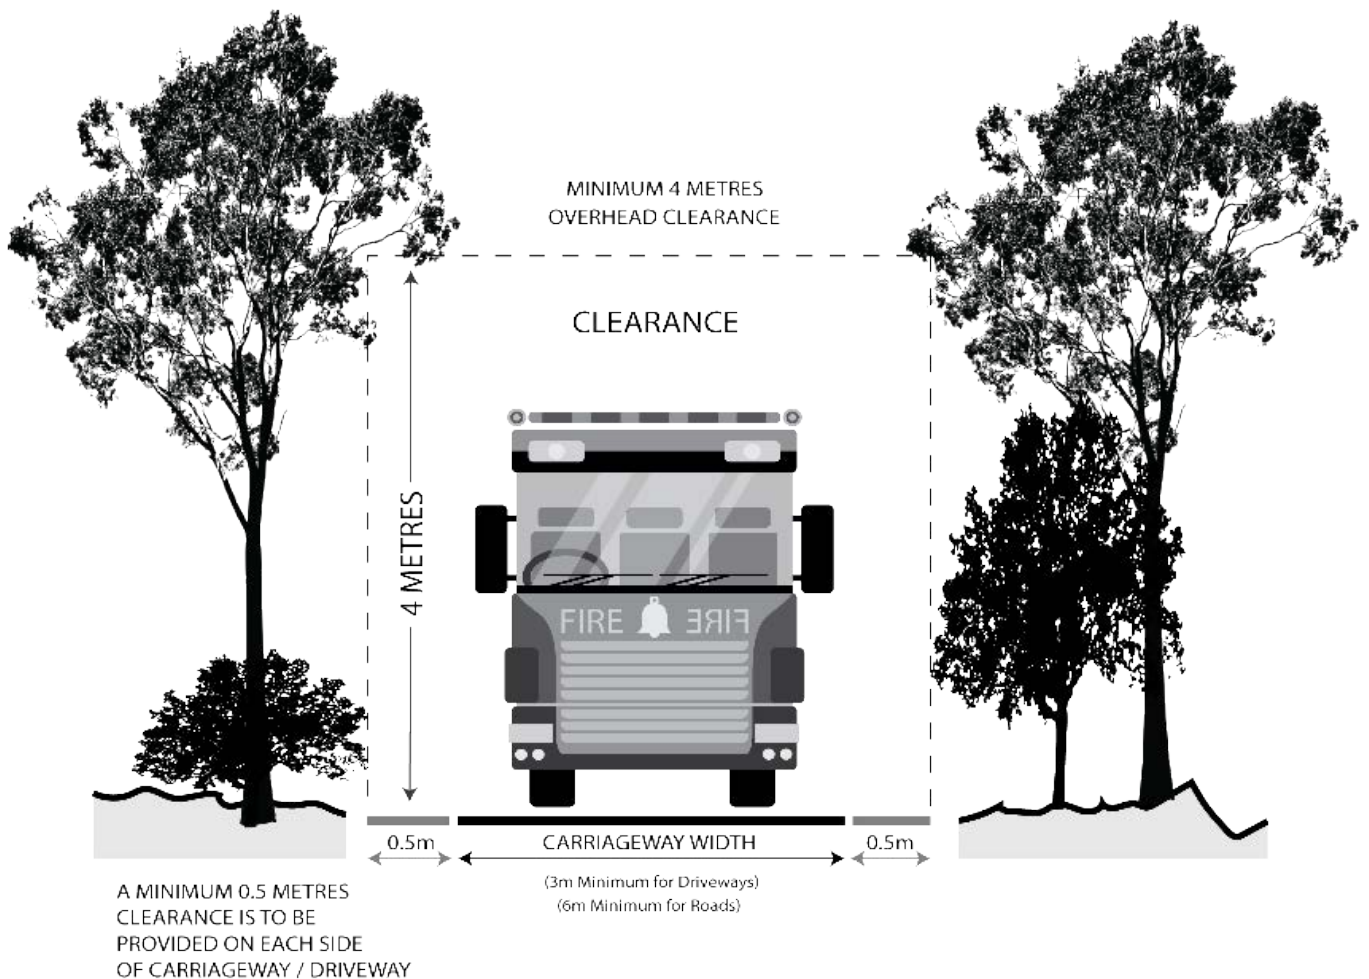 MINIMUM 4 METRES
OVERHEAD CLEARANCE
CLEARANCE
4 METRES
FIRE FIRE
0.5m
CARRIAGEWAY WIDTH
0.5m
(3m Minimum for Driveways)
(6m Minimum for Roads)
A MINIMUM 0.5 METRES
CLEARANCE IS TO BE
PROVIDED ON EACH SIDE
OF CARRIAGEWAY / DRIVEWAY